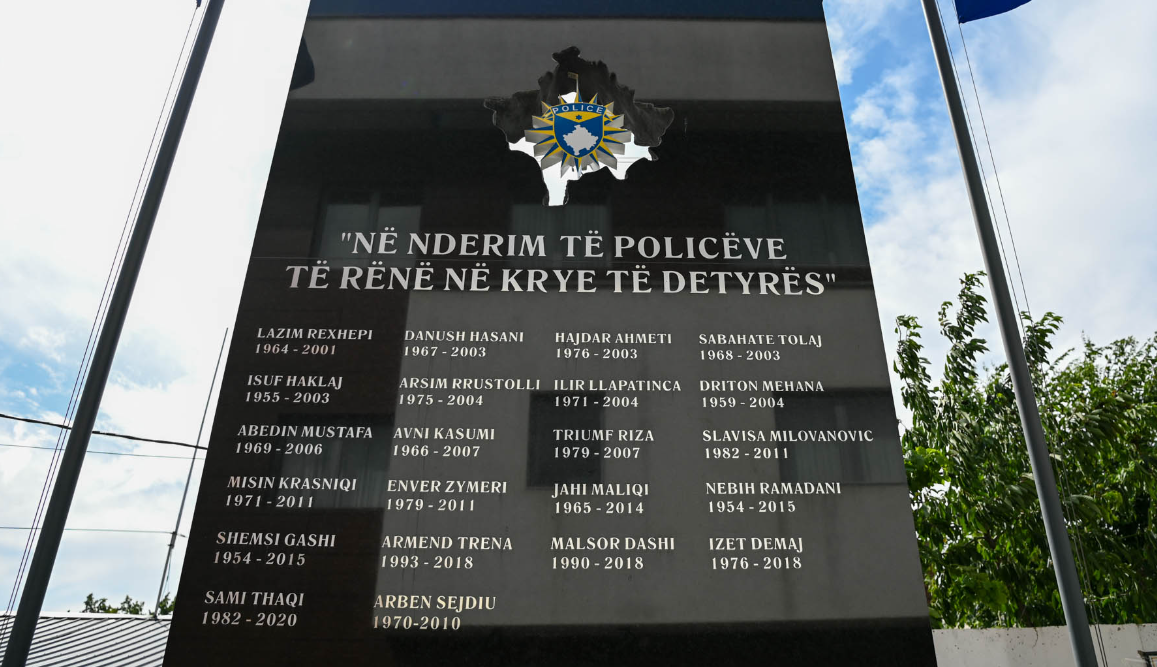 POLICE
"NË NDERIM TË POLICËVE
TË RËNË NË KRYE TË DETYRËS"
LAZIM REXHEPI
1964 - 2001
DANUSH HASANI
1967 - 2003
HAJDAR AHMETI
1976 - 2003
SABAHATE TOLAJ
1968 - 2003
ISUF HAKLAJ
1955 - 2003
ARSIM RRUSTOLLI
1975 - 2004
ILIR LLAPATINCA
1971 - 2004
DRITON MEHANA
1959 - 2004
ABEDIN MUSTAFA
1969 - 2006
AVNI KASUMI
1966 - 2007
TRIUMF RIZA
1979 - 2007
SLAVISA MILOVANOVIC
1982 - 2011
MISIN KRASNIQI
1971 - 2011
ENVER ZYMERI
1979 - 2011
JAHI MALIQI
1965 - 2014
NEBIH RAMADANI
1954 - 2015
SHEMSI GASHI
1954 - 2015
ARMEND TRENA
1993 - 2018
MALSOR DASHI
1990 - 2018
IZET DEMAJ
1976 - 2018
SAMI THAQI
1982 - 2020
ARBEN SEJDIU
1970-2010